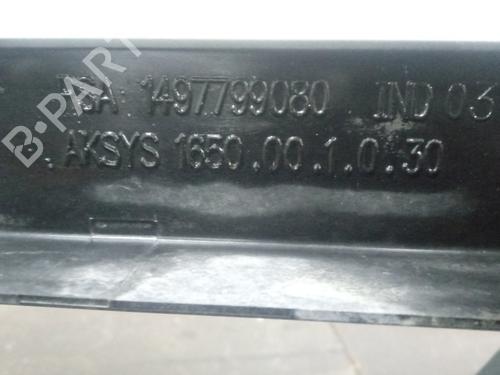 PSA: 1497799080 IND 03
.AKSYS 1650.00.1.0.30
B-PARTS